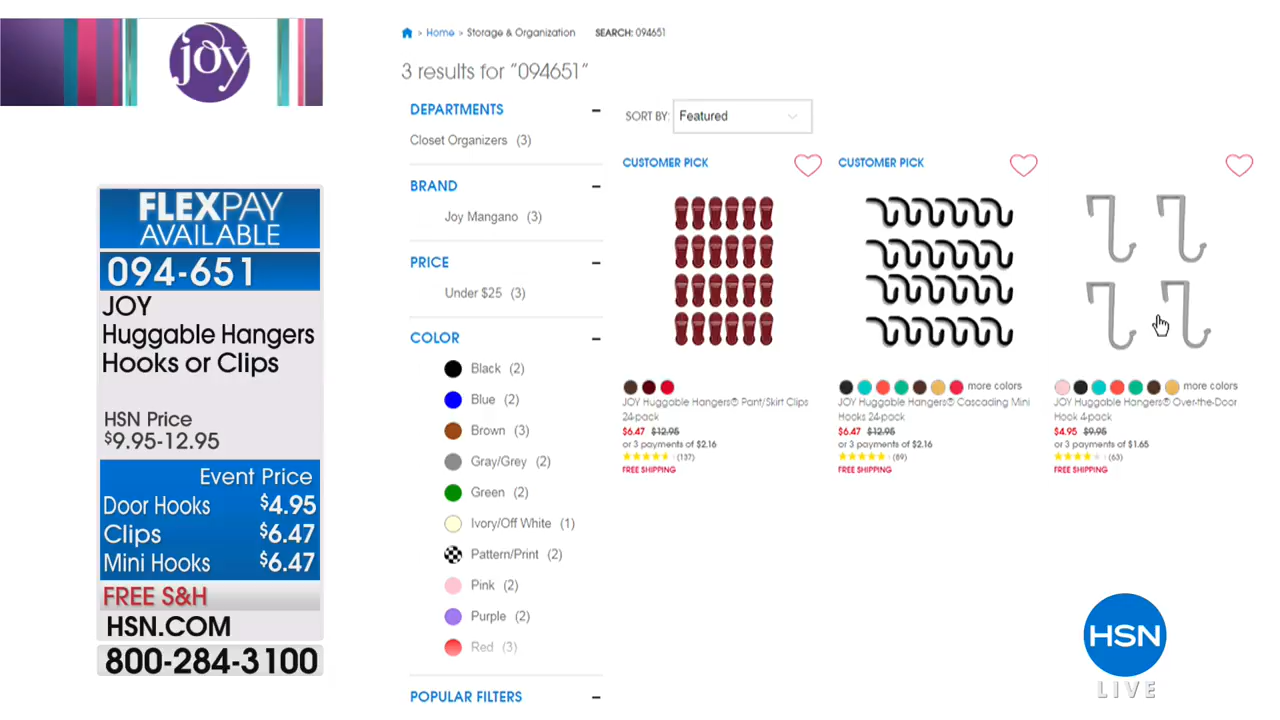 joy
FLEXPAY
AVAILABLE
094-651
JOY
Huggable Hangers
Hooks or Clips
HSN Price
$9.95-12.95
Event Price
Door Hooks $4.95
Clips $6.47
Mini Hooks $6.47
FREE S&H
HSN.COM
800-284-3100
> Home > Storage & Organization SEARCH: 094651
3 results for "094651"
DEPARTMENTS –
Closet Organizers (3)
BRAND –
Joy Mangano (3)
PRICE –
Under $25 (3)
COLOR –
Black (2)
Blue (2)
Brown (3)
Gray/Grey (2)
Green (2)
Ivory/Off White (1)
Pattern/Print (2)
Pink (2)
Purple (2)
Red (3)
POPULAR FILTERS –
SORT BY: Featured
CUSTOMER PICK
JOY Huggable Hangers® Pant/Skirt Clips
24-pack
$6.47 $12.95
or 3 payments of $2.16
(137)
FREE SHIPPING
CUSTOMER PICK
more colors
JOY Huggable Hangers® Cascading Mini
Hooks 24-pack
$6.47 $12.95
or 3 payments of $2.16
(89)
FREE SHIPPING
more colors
JOY Huggable Hangers® Over-the-Door
Hook 4-pack
$4.95 $9.95
or 3 payments of $1.65
(63)
FREE SHIPPING
HSN
LIVE